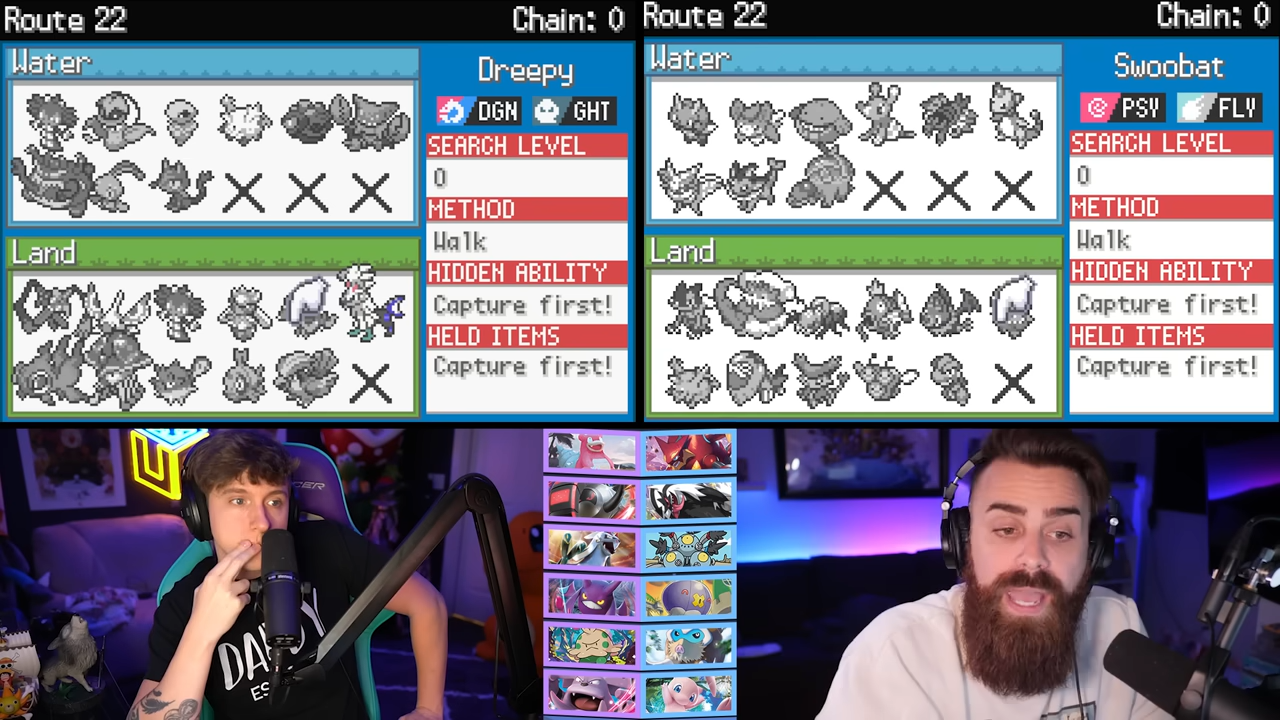 Route 22
Chain: 0
Water
Dreepy
DGN
GHT
SEARCH LEVEL
0
METHOD
Walk
HIDDEN ABILITY
Land
Capture first!
HELD ITEMS
Capture first!
Route 22
Chain: 0
Water
Swoobat
PSY
FLY
SEARCH LEVEL
0
METHOD
Walk
HIDDEN ABILITY
Land
Capture first!
HELD ITEMS
Capture first!
U